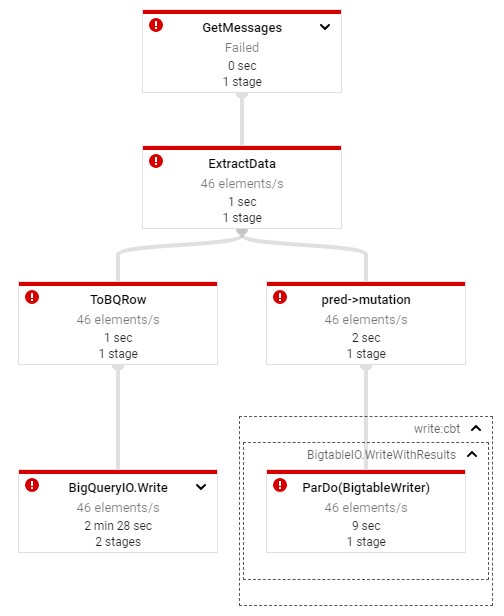 GetMessages
Failed
0 sec
1 stage
ExtractData
46 elements/s
1 sec
1 stage
ToBQRow
46 elements/s
1 sec
1 stage
pred->mutation
46 elements/s
2 sec
1 stage
write:cbt
BigtableIO.WriteWithResults
BigQueryIO.Write
46 elements/s
2 min 28 sec
2 stages
ParDo(BigtableWriter)
46 elements/s
9 sec
1 stage